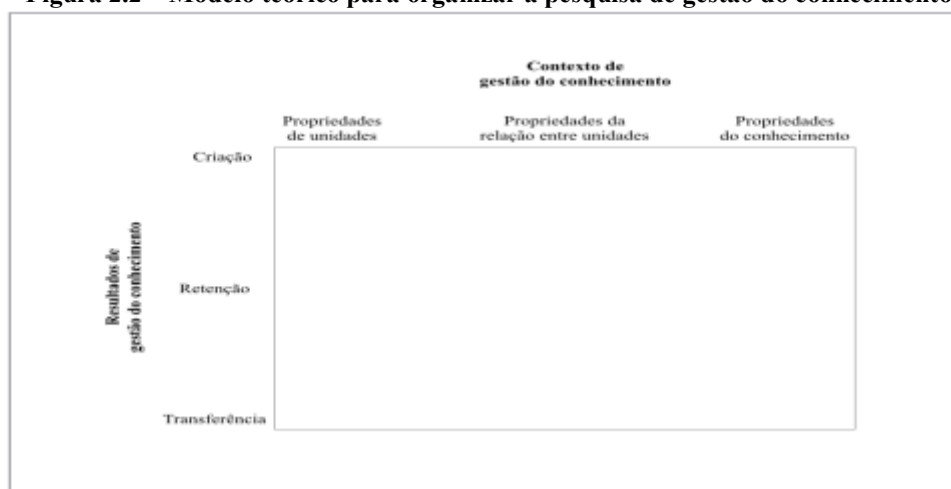 Figura 2.2 – Modelo teórico para organizar a pesquisa de gestão do conhecimento
Contexto de
gestão do conhecimento
Propriedades
de unidades
Propriedades da
relação entre unidades
Propriedades
do conhecimento
Criação
Resultados de
gestão do conhecimento
Retenção
Transferência